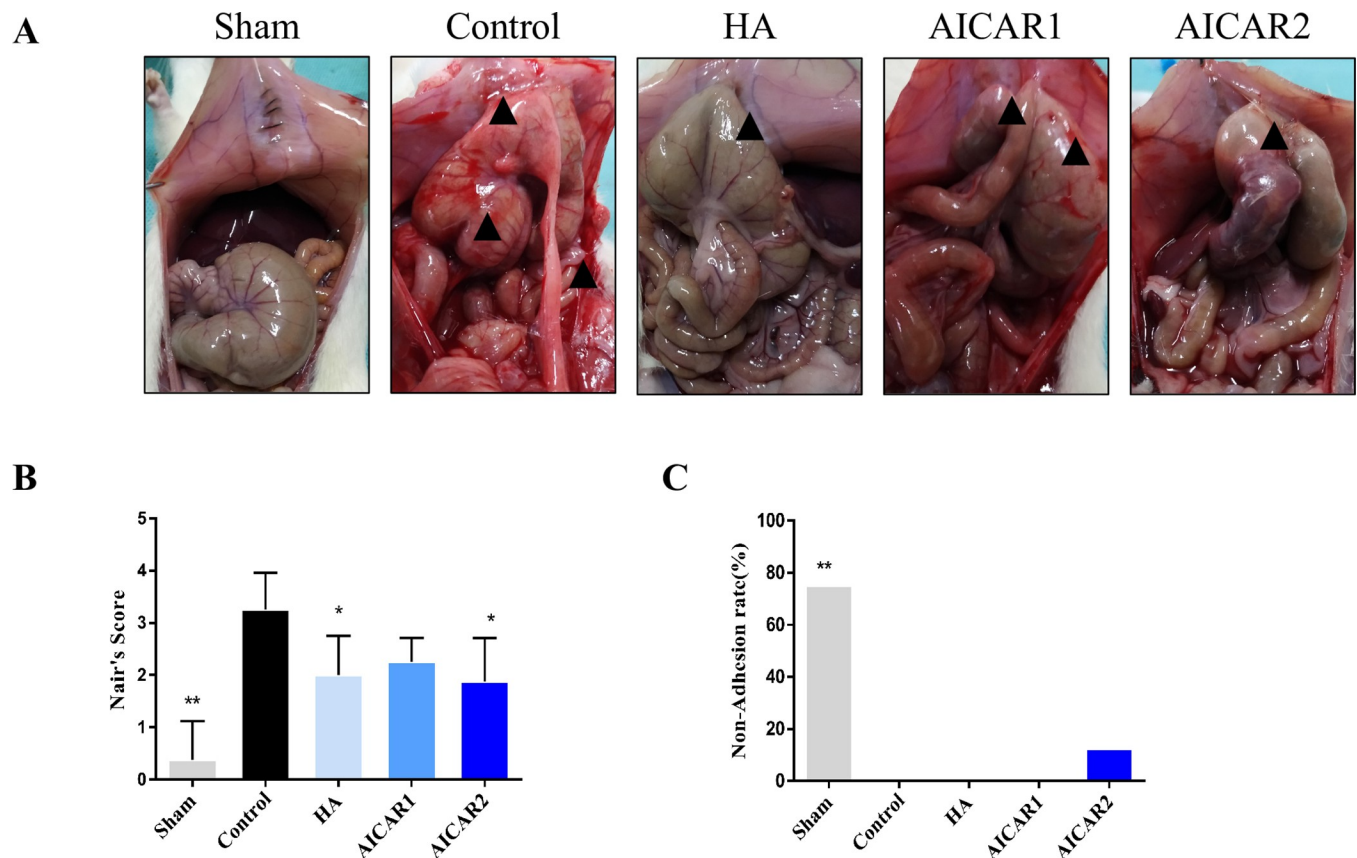 A
Sham
Control
HA
AICAR1
AICAR2
B
Nair's Score
5
4
3
2
1
0
**
*
*
Sham
Control
HA
AICAR1
AICAR2
C
Non-Adhesion rate(%)
100
80
60
40
20
0
**
Sham
Control
HA
AICAR1
AICAR2